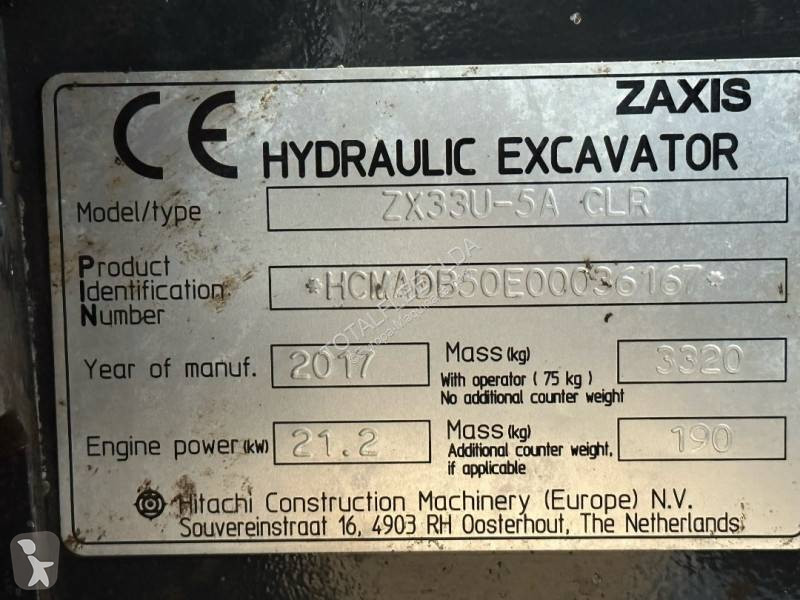 CE
ZAXIS
HYDRAULIC EXCAVATOR
Model/type ZX33U-5A CLR
Product
Identification *HCMADB50E00036167*
Number
Year of manuf. 2017 Mass (kg) 3320
With operator ( 75 kg )
No additional counter weight
Engine power (kW) 21.2 Mass (kg) 190
Additional counter weight,
if applicable
Hitachi Construction Machinery (Europe) N.V.
Souvereinstraat 16, 4903 RH Oosterhout, The Netherlands